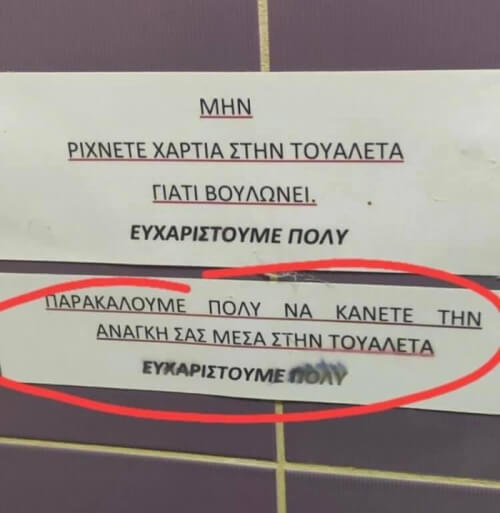 ΜΗΝ
ΡΙΧΝΕΤΕ ΧΑΡΤΙΑ ΣΤΗΝ ΤΟΥΑΛΕΤΑ
ΓΙΑΤΙ ΒΟΥΛΩΝΕΙ.
ΕΥΧΑΡΙΣΤΟΥΜΕ ΠΟΛΥ
ΠΑΡΑΚΑΛΟΥΜΕ ΠΟΛΥ ΝΑ ΚΑΝΕΤΕ ΤΗΝ
ΑΝΑΓΚΗ ΣΑΣ ΜΕΣΑ ΣΤΗΝ ΤΟΥΑΛΕΤΑ
ΕΥΧΑΡΙΣΤΟΥΜΕ ΠΟΛΥ